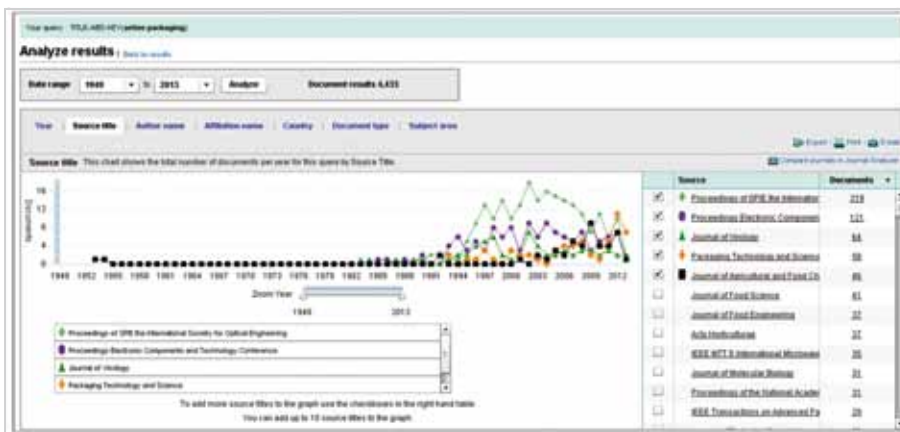 Your query : TITLE-ABS-KEY(active packaging)
Analyze results | Back to results
Date range 1949 to 2013 Analyze Document results 4,433
Year Source title Author name Affiliation name Country Document type Subject area
Export Print E-mail
Source title This chart shows the total number of documents per year for this query by Source Title.
Compare journals in Journal Analyzer
Source Documents
Proceedings of SPIE the Internation 218
Proceedings Electronic Componen 121
Journal of Virology 64
Packaging Technology and Science
Journal of Agricultural and Food Ch 46
Journal of Food Science 41
Journal of Food Engineering 37
Acta Horticulturae 37
IEEE MTT S International Microwave 35
Journal of Molecular Biology 31
Proceedings of the National Acade 31
IEEE Transactions on Advanced Pa 29
Documents
16
12
8
4
0
1949 1952 1955 1958 1961 1964 1967 1970 1973 1976 1979 1982 1985 1988 1991 1994 1997 2000 2003 2006 2009 2012
Zoom Year
1949 2013
Proceedings of SPIE the International Society for Optical Engineering
Proceedings Electronic Components and Technology Conference
Journal of Virology
Packaging Technology and Science
To add more source titles to the graph use the checkboxes in the right hand table
You can add up to 10 source titles to the graph